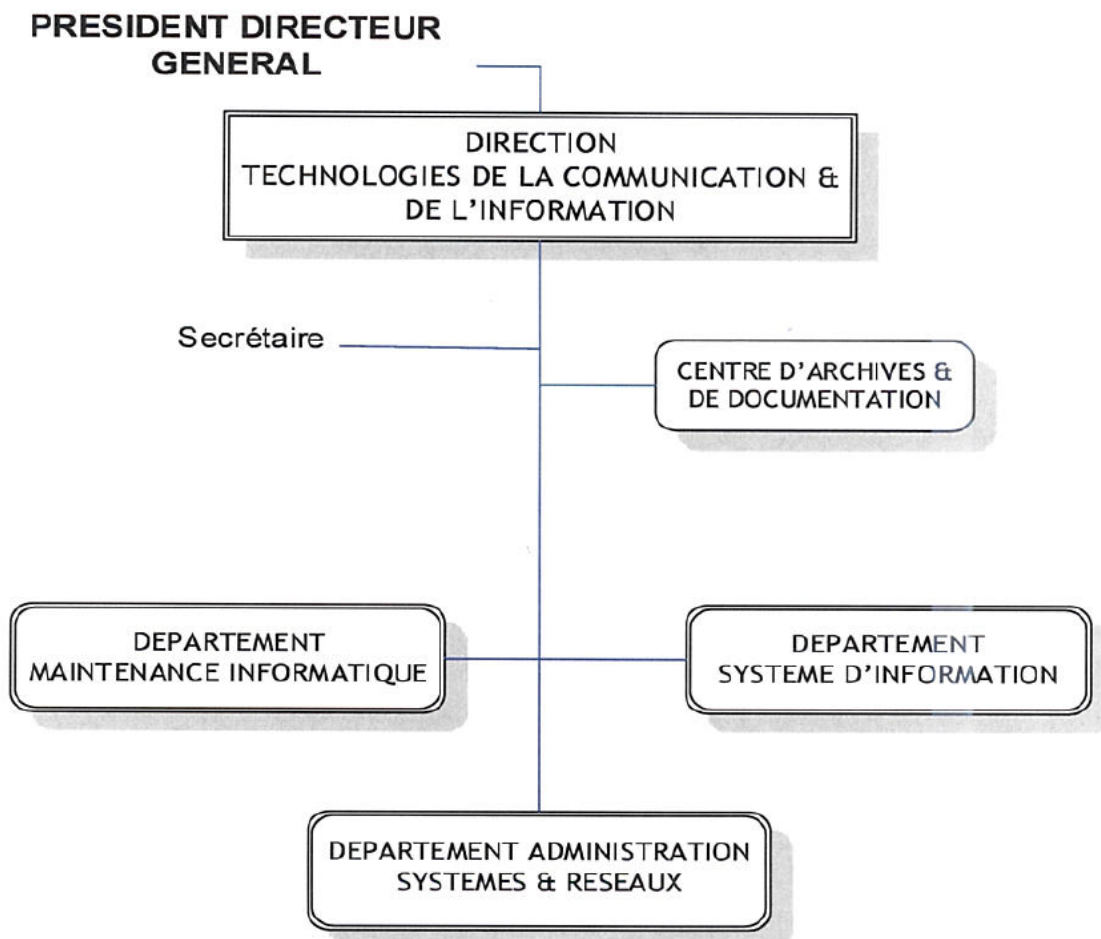 PRESIDENT DIRECTEUR
GENERAL
DIRECTION
TECHNOLOGIES DE LA COMMUNICATION &
DE L'INFORMATION
Secrétaire
CENTRE D'ARCHIVES &
DE DOCUMENTATION
DEPARTEMENT
MAINTENANCE INFORMATIQUE
DEPARTEMENT
SYSTEME D'INFORMATION
DEPARTEMENT ADMINISTRATION
SYSTEMES & RESEAUX